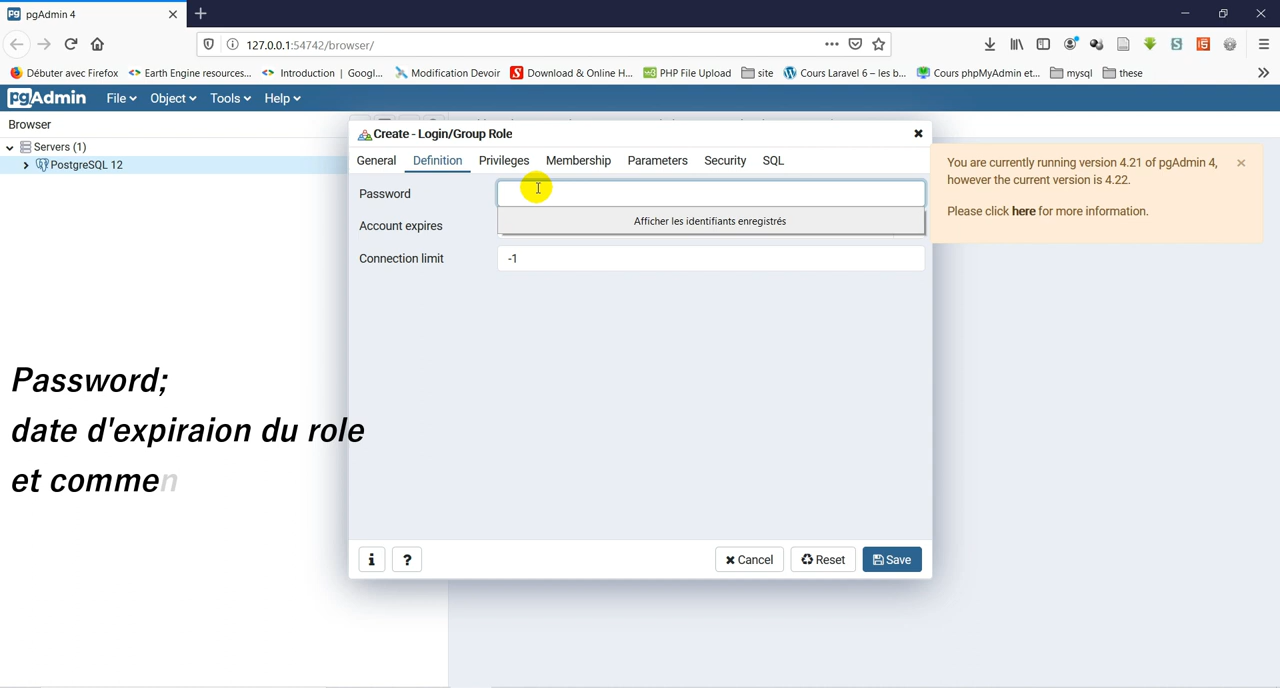 pgAdmin 4
127.0.0.1:54742/browser/
Débuter avec Firefox
Earth Engine resources...
Introduction | Googl...
Modification Devoir
Download & Online H...
PHP File Upload
site
Cours Laravel 6 – les b...
Cours phpMyAdmin et...
mysql
these
pgAdmin
File
Object
Tools
Help
Browser
Servers (1)
PostgreSQL 12
Create - Login/Group Role
General
Definition
Privileges
Membership
Parameters
Security
SQL
Password
Afficher les identifiants enregistrés
Account expires
Connection limit
-1
You are currently running version 4.21 of pgAdmin 4,
however the current version is 4.22.
Please click here for more information.
Password;
date d'expiraion du role
et commen
Cancel
Reset
Save